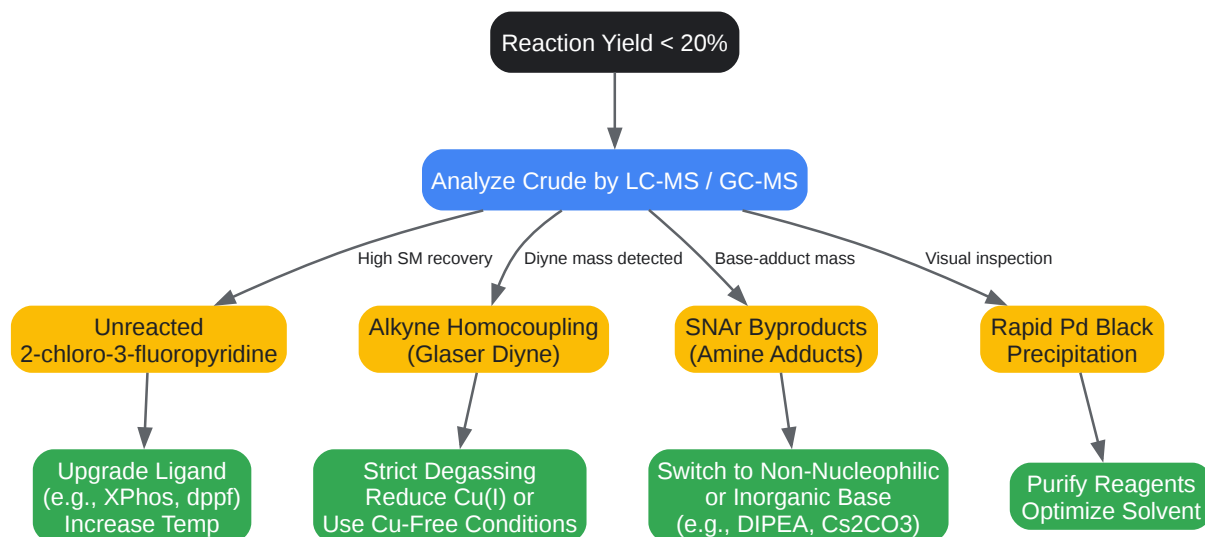 Reaction Yield < 20%
Analyze Crude by LC-MS / GC-MS
High SM recovery
Diyne mass detected
Base-adduct mass
Visual inspection
Unreacted
2-chloro-3-fluoropyridine
Alkyne Homocoupling
(Glaser Diyne)
SNAr Byproducts
(Amine Adducts)
Rapid Pd Black
Precipitation
Upgrade Ligand
(e.g., XPhos, dppf)
Increase Temp
Strict Degassing
Reduce Cu(I) or
Use Cu-Free Conditions
Switch to Non-Nucleophilic
or Inorganic Base
(e.g., DIPEA, Cs2CO3)
Purify Reagents
Optimize Solvent